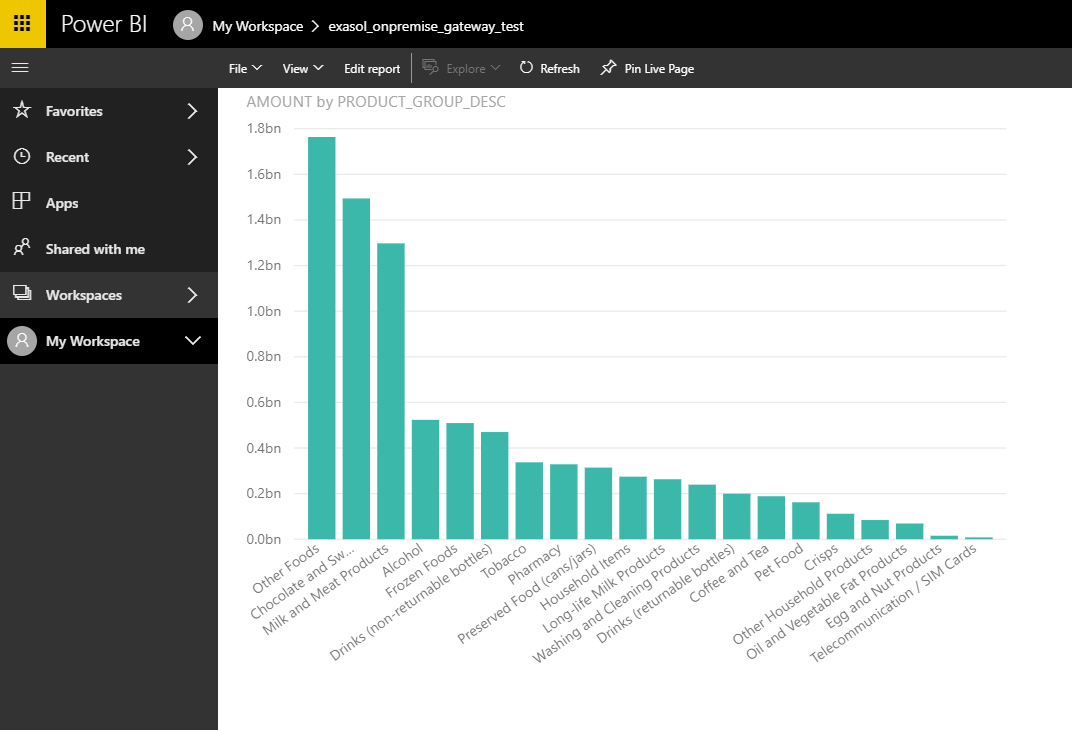 Power BI
My Workspace > exasol_onpremise_gateway_test
File View Edit report Explore Refresh Pin Live Page
Favorites
Recent
Apps
Shared with me
Workspaces
My Workspace
AMOUNT by PRODUCT_GROUP_DESC
1.8bn
1.6bn
1.4bn
1.2bn
1.0bn
0.8bn
0.6bn
0.4bn
0.2bn
0.0bn
Other Foods
Chocolate and Sw...
Milk and Meat Products
Alcohol
Frozen Foods
Drinks (non-returnable bottles)
Tobacco
Pharmacy
Preserved Food (cans/jars)
Household Items
Long-life Milk Products
Washing and Cleaning Products
Drinks (returnable bottles)
Coffee and Tea
Pet Food
Crisps
Other Household Products
Oil and Vegetable Fat Products
Egg and Nut Products
Telecommunication / SIM Cards